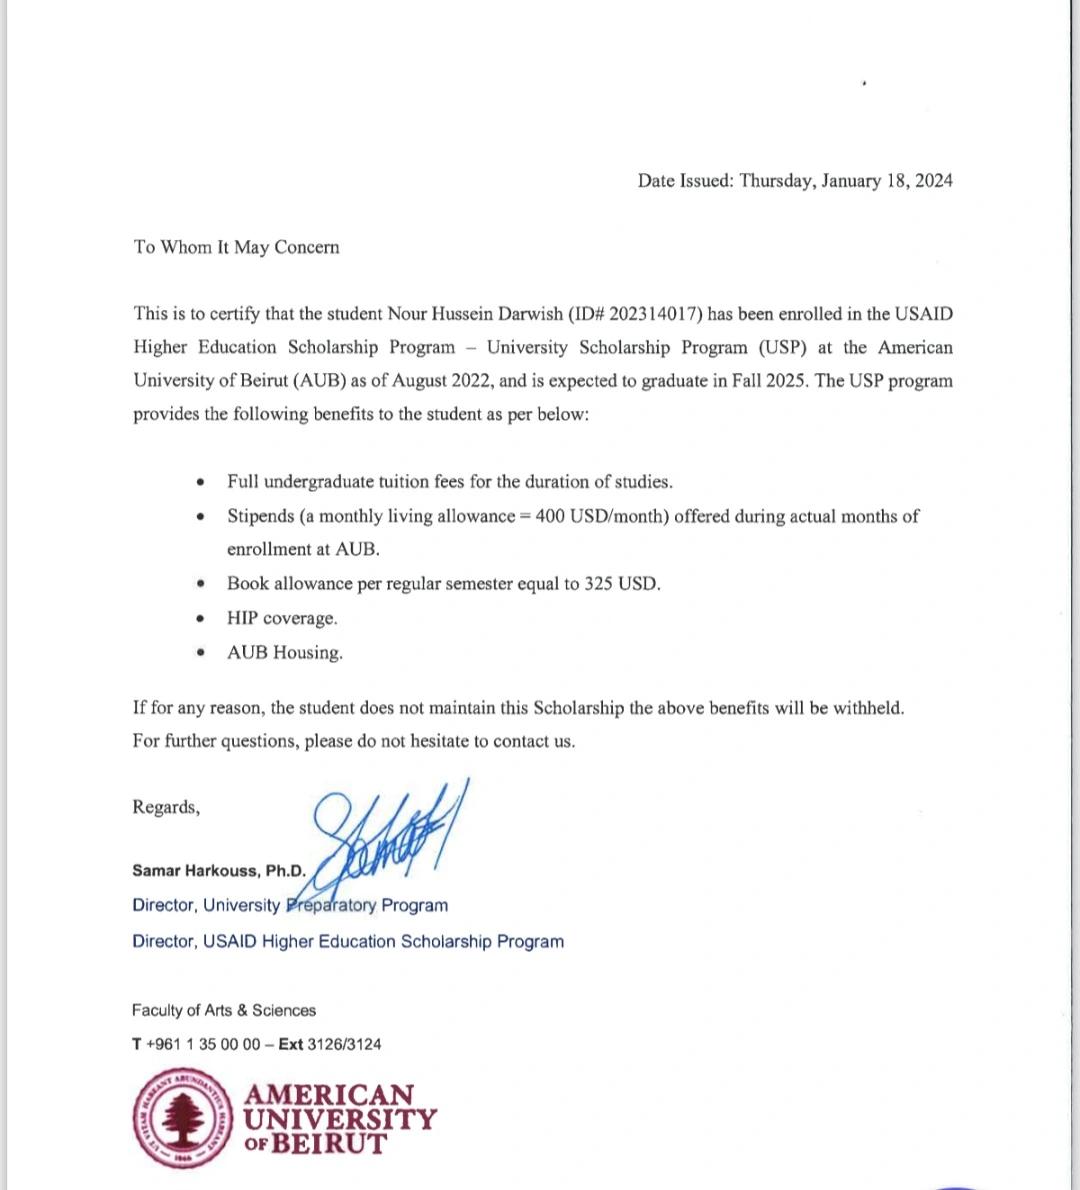 Date Issued: Thursday, January 18, 2024
To Whom It May Concern
This is to certify that the student Nour Hussein Darwish (ID# 202314017) has been enrolled in the USAID
Higher Education Scholarship Program – University Scholarship Program (USP) at the American
University of Beirut (AUB) as of August 2022, and is expected to graduate in Fall 2025. The USP program
provides the following benefits to the student as per below:
• Full undergraduate tuition fees for the duration of studies.
• Stipends (a monthly living allowance = 400 USD/month) offered during actual months of
enrollment at AUB.
• Book allowance per regular semester equal to 325 USD.
• HIP coverage.
• AUB Housing.
If for any reason, the student does not maintain this Scholarship the above benefits will be withheld.
For further questions, please do not hesitate to contact us.
Regards,
Samar Harkouss, Ph.D.
Director, University Preparatory Program
Director, USAID Higher Education Scholarship Program
Faculty of Arts & Sciences
T +961 1 35 00 00 – Ext 3126/3124
AMERICAN
UNIVERSITY
OF BEIRUT